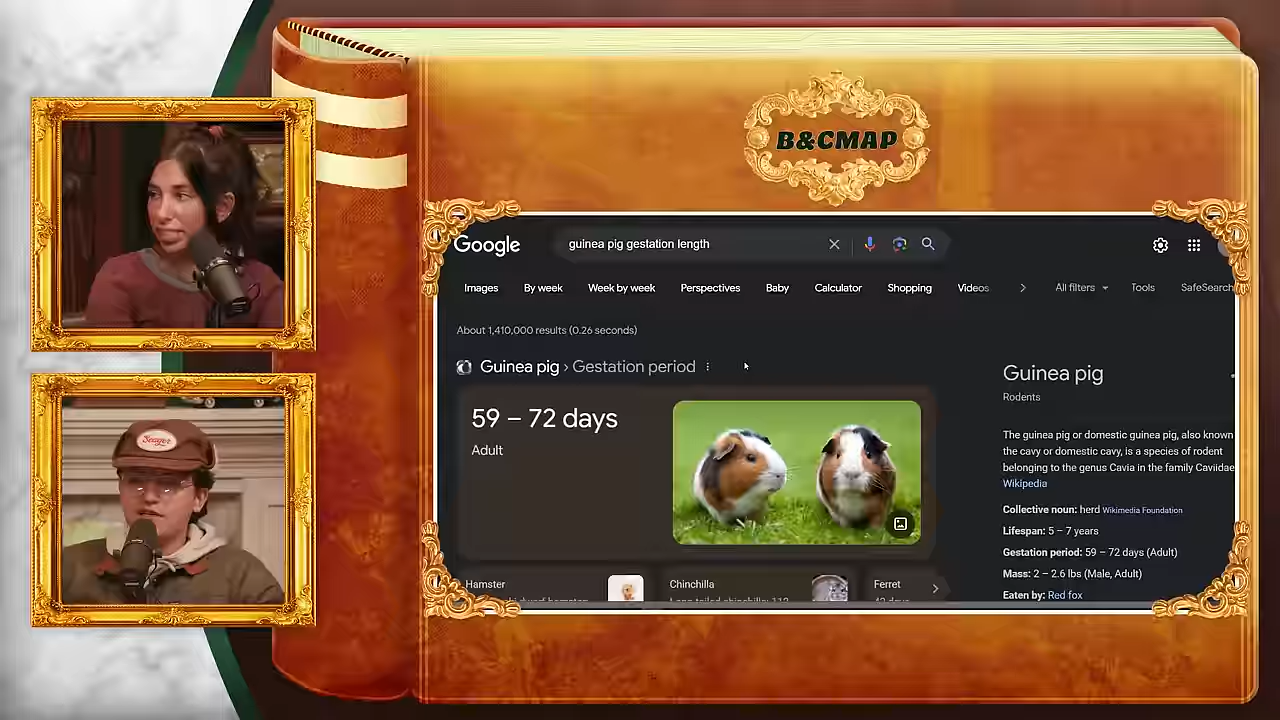 B&CMAP
Google
guinea pig gestation length
Images By week Week by week Perspectives Baby Calculator Shopping Videos All filters Tools SafeSearch
About 1,410,000 results (0.26 seconds)
Guinea pig › Gestation period
59 – 72 days
Adult
Hamster
Chinchilla
Ferret
Guinea pig
Rodents
The guinea pig or domestic guinea pig, also known
the cavy or domestic cavy, is a species of rodent
belonging to the genus Cavia in the family Caviidae
Wikipedia
Collective noun: herd Wikimedia Foundation
Lifespan: 5 – 7 years
Gestation period: 59 – 72 days (Adult)
Mass: 2 – 2.6 lbs (Male, Adult)
Eaten by: Red fox
Seager